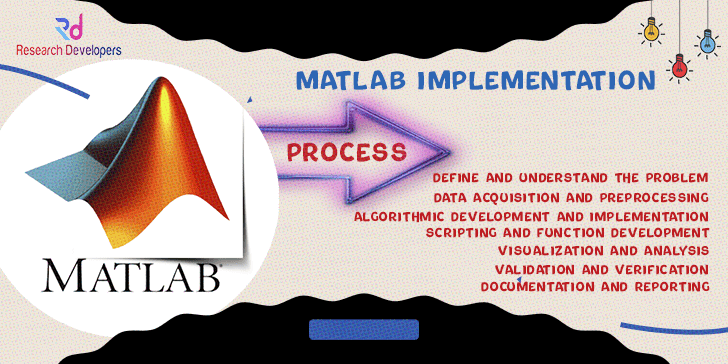 Rd
Research Developers
MATLAB IMPLEMENTATION
PROCESS
DEFINE AND UNDERSTAND THE PROBLEM
DATA ACQUISITION AND PREPROCESSING
ALGORITHMIC DEVELOPMENT AND IMPLEMENTATION
SCRIPTING AND FUNCTION DEVELOPMENT
VISUALIZATION AND ANALYSIS
VALIDATION AND VERIFICATION
DOCUMENTATION AND REPORTING
MATLAB®